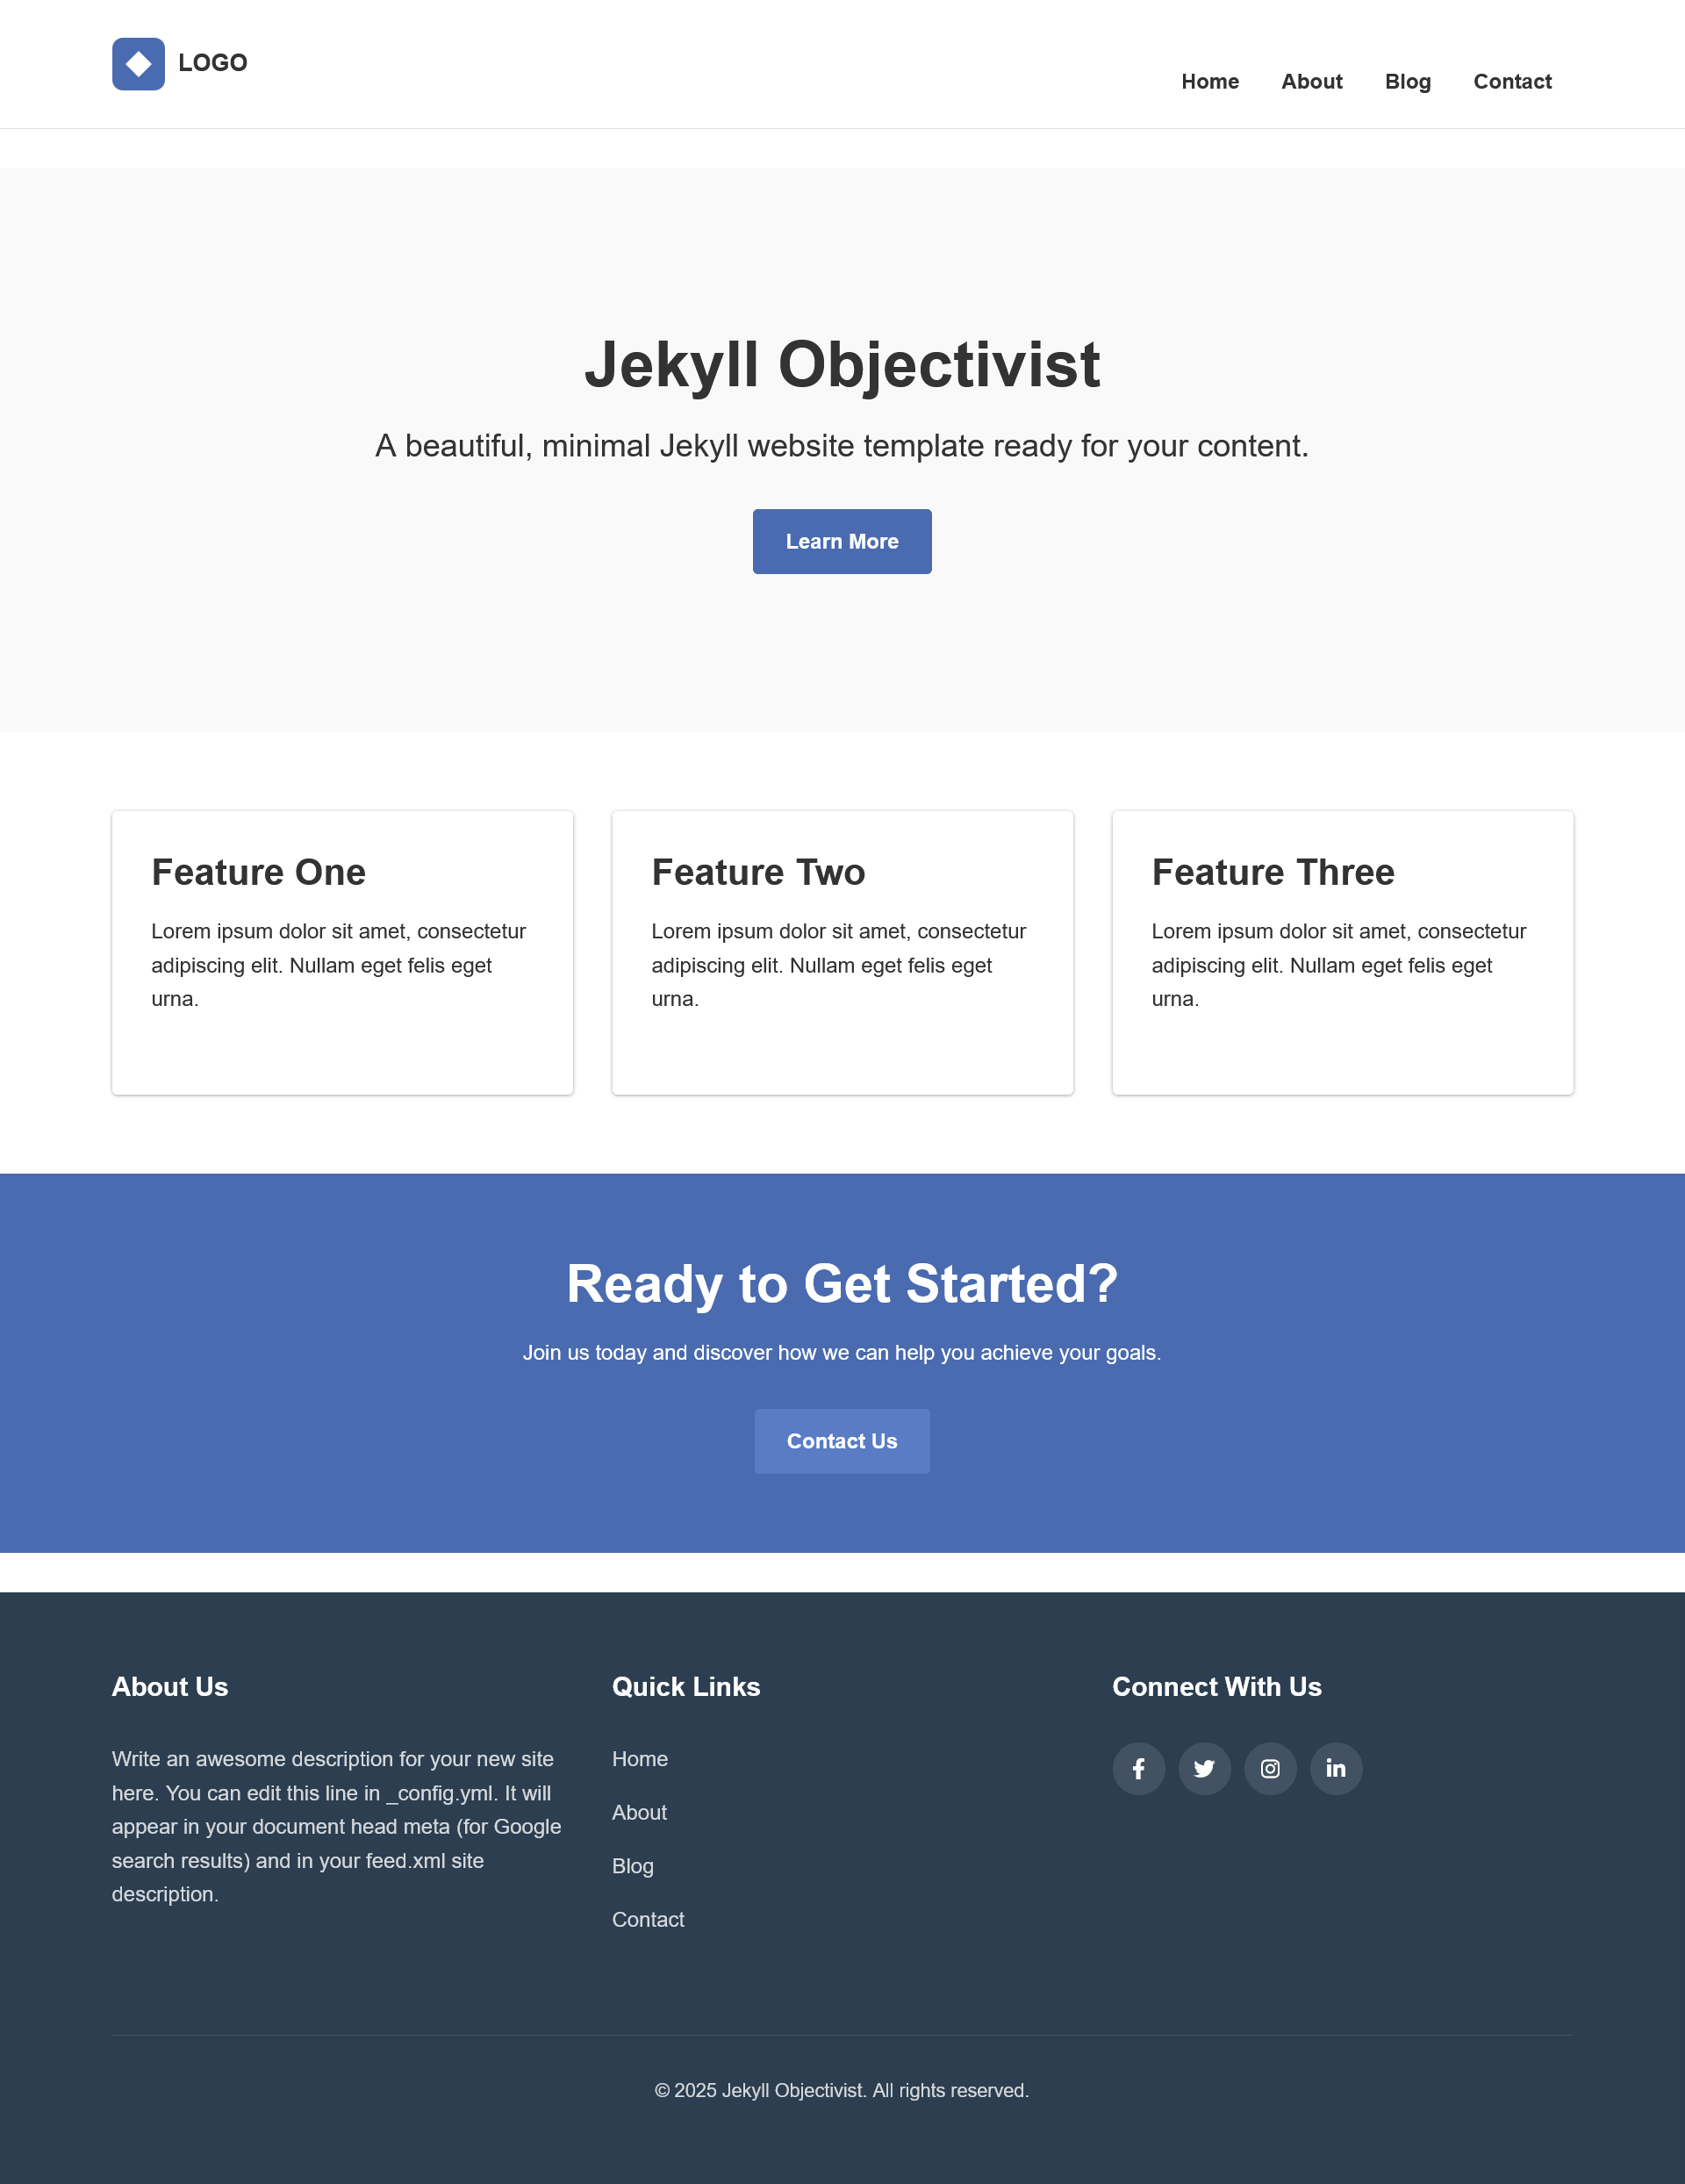 LOGO
Home About Blog Contact
Jekyll Objectivist
A beautiful, minimal Jekyll website template ready for your content.
Learn More
Feature One
Lorem ipsum dolor sit amet, consectetur
adipiscing elit. Nullam eget felis eget
urna.
Feature Two
Lorem ipsum dolor sit amet, consectetur
adipiscing elit. Nullam eget felis eget
urna.
Feature Three
Lorem ipsum dolor sit amet, consectetur
adipiscing elit. Nullam eget felis eget
urna.
Ready to Get Started?
Join us today and discover how we can help you achieve your goals.
Contact Us
About Us
Write an awesome description for your new site
here. You can edit this line in _config.yml. It will
appear in your document head meta (for Google
search results) and in your feed.xml site
description.
Quick Links
Home
About
Blog
Contact
Connect With Us
© 2025 Jekyll Objectivist. All rights reserved.